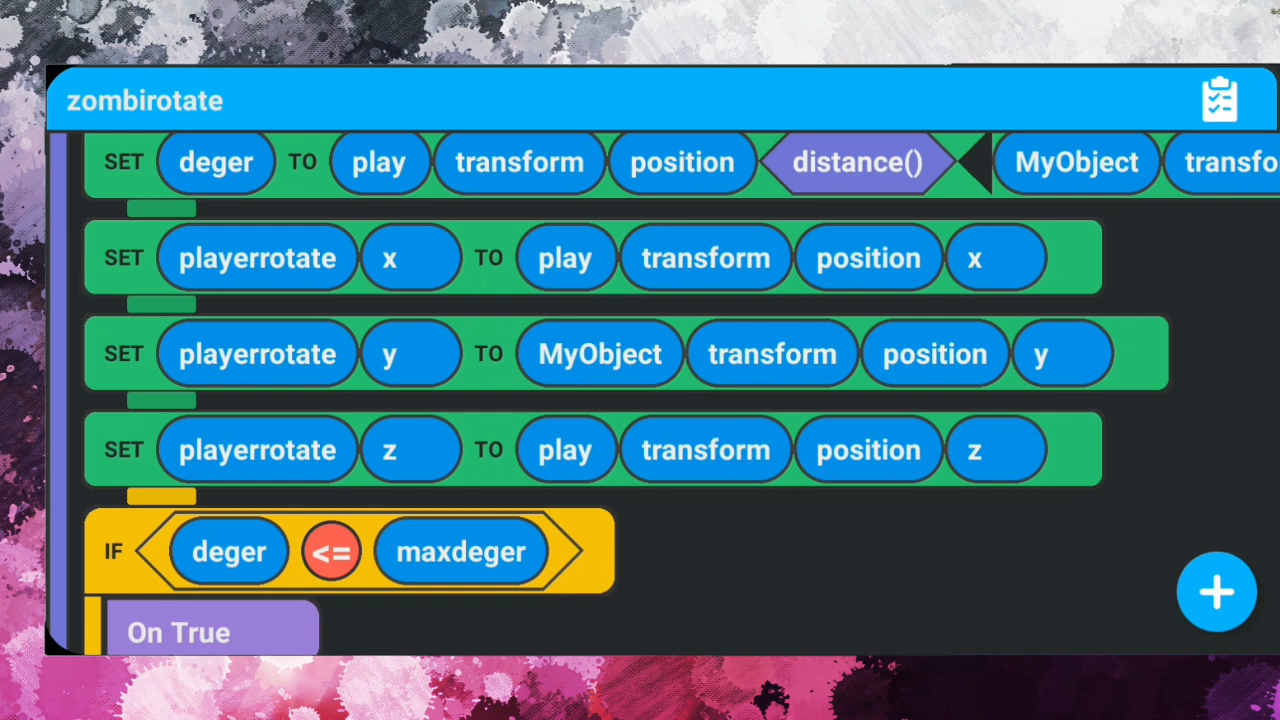 zombirotate
SET deger TO play transform position distance() MyObject transfo
SET playerrotate x TO play transform position x
SET playerrotate y TO MyObject transform position y
SET playerrotate z TO play transform position z
IF deger <= maxdeger
On True